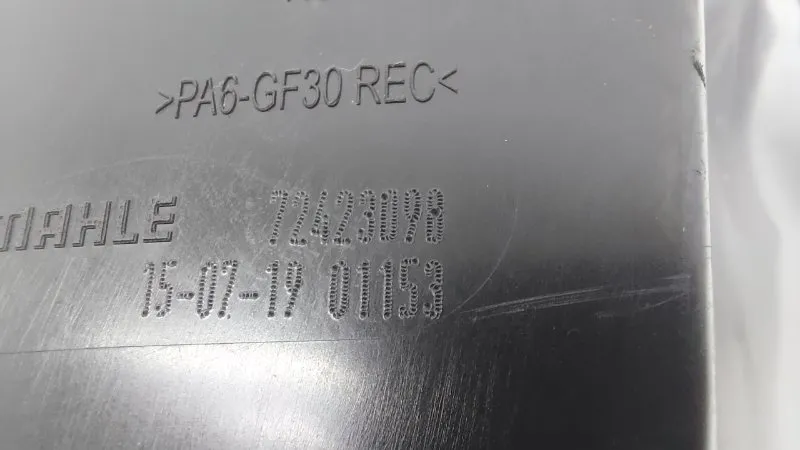 >PA6-GF30 REC<
MAHLE 72423098
15-07-19 01153